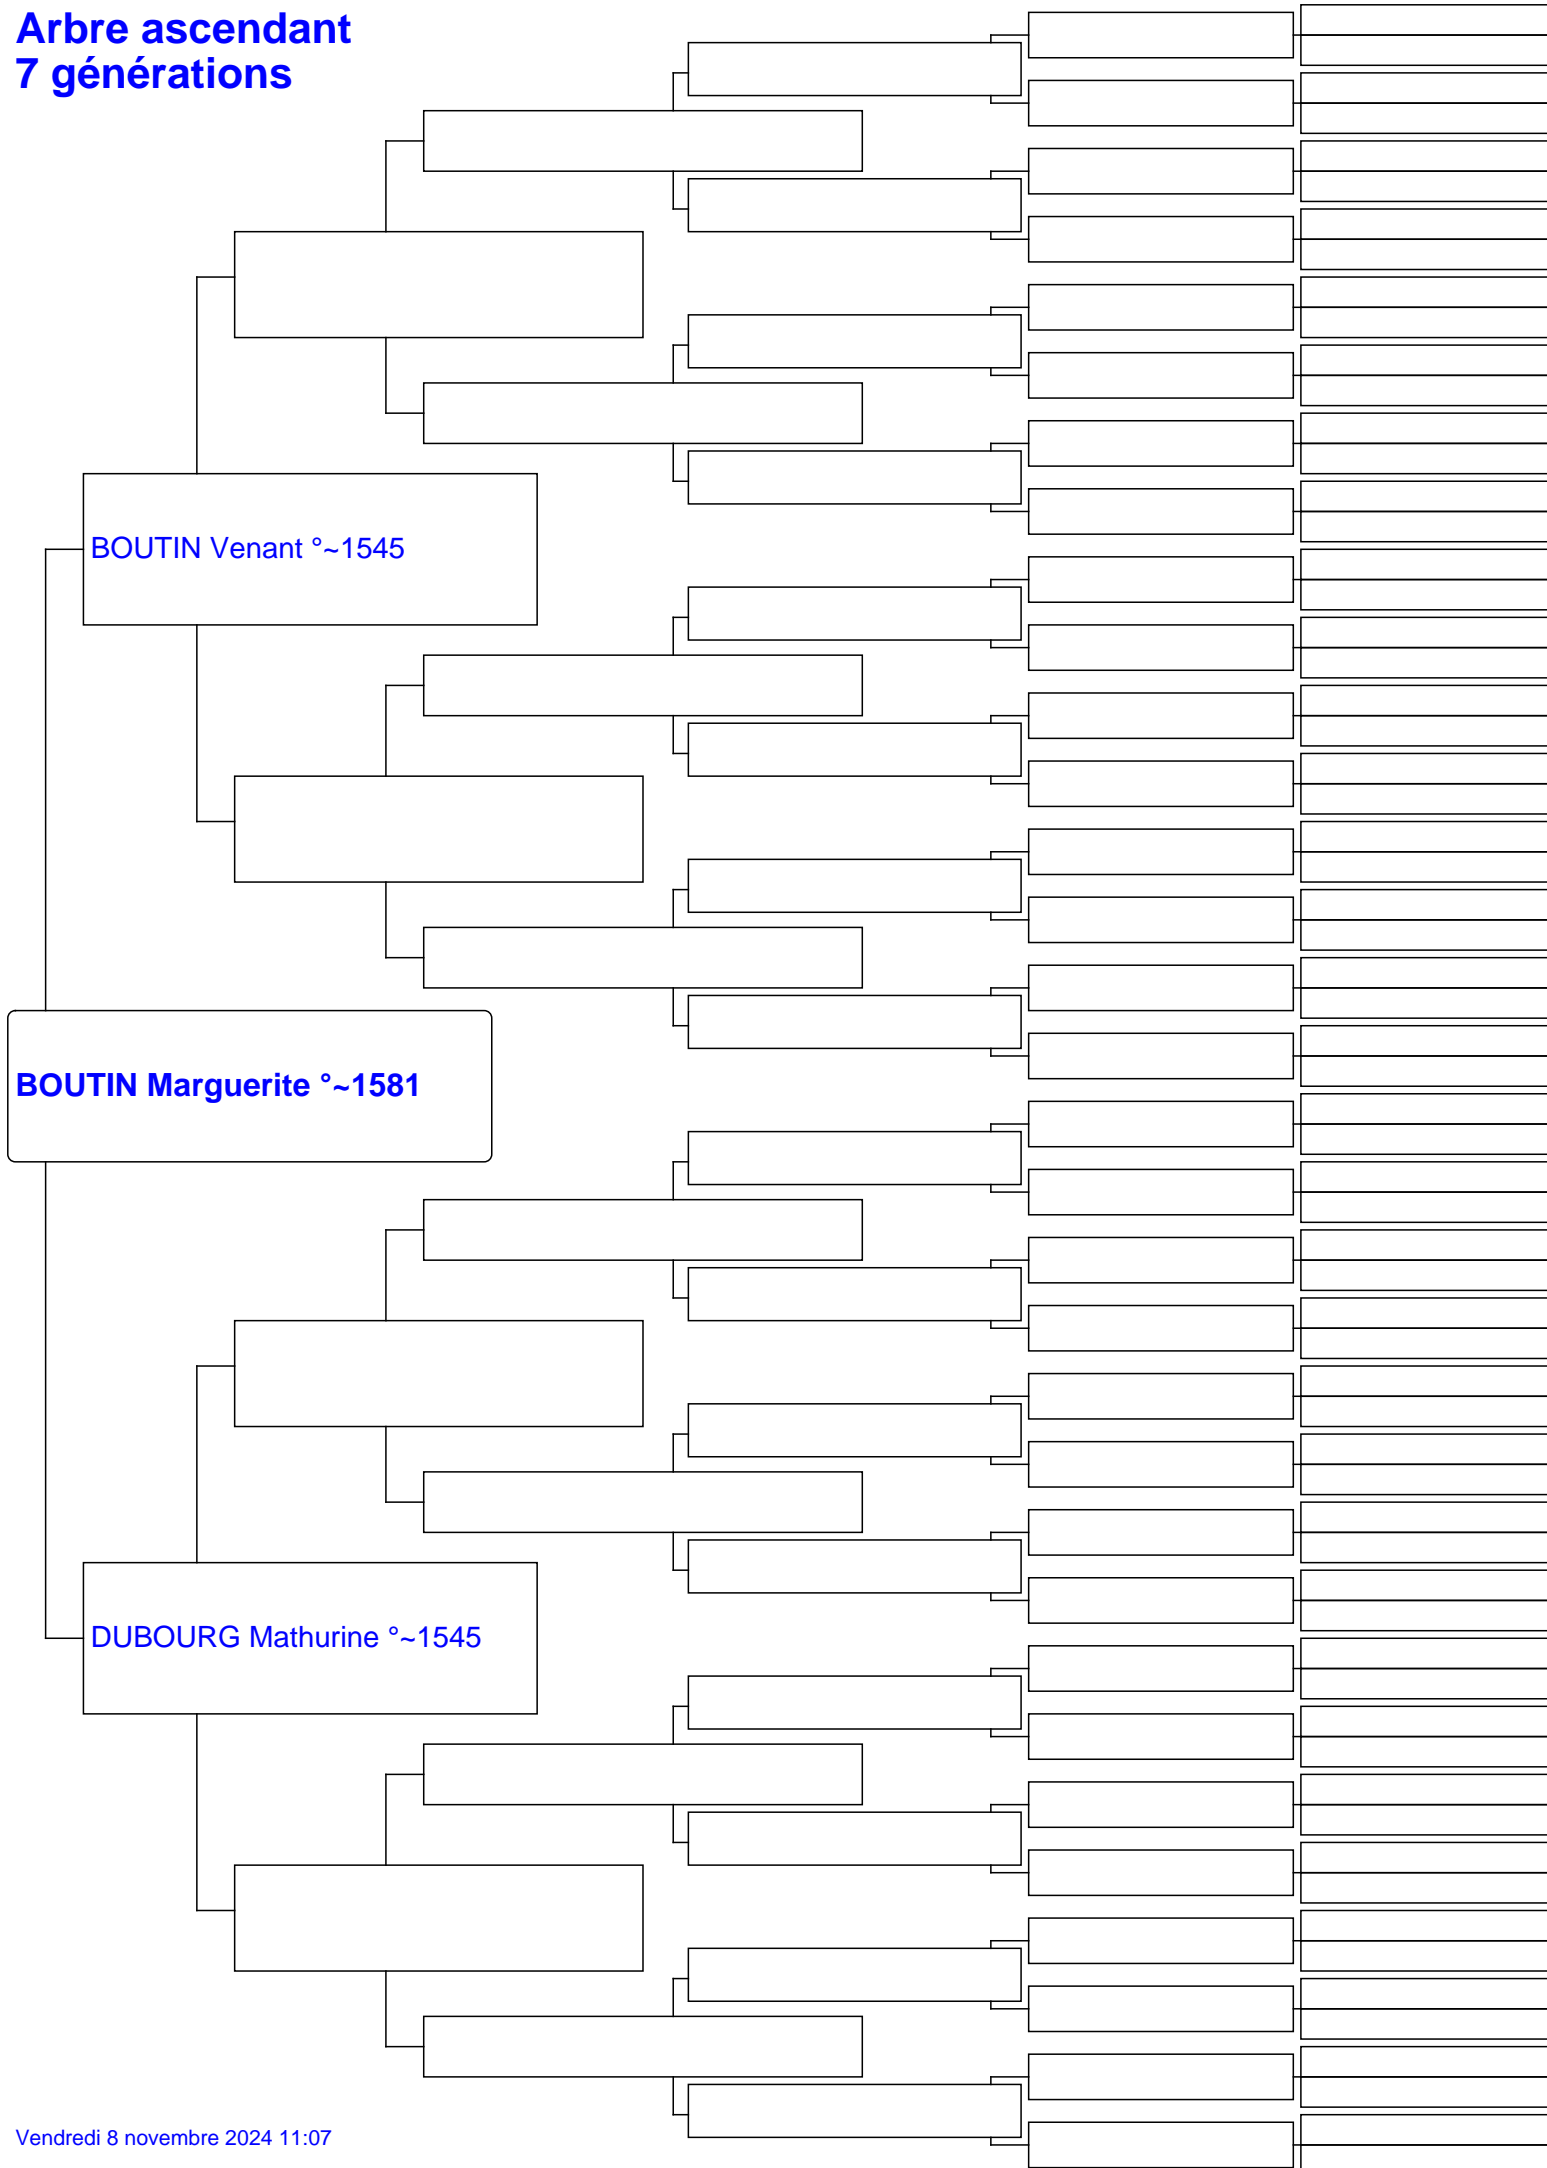 Arbre ascendant
7 générations
BOUTIN Venant °~1545
BOUTIN Marguerite °~1581
DUBOURG Mathurine °~1545
Vendredi 8 novembre 2024 11:07